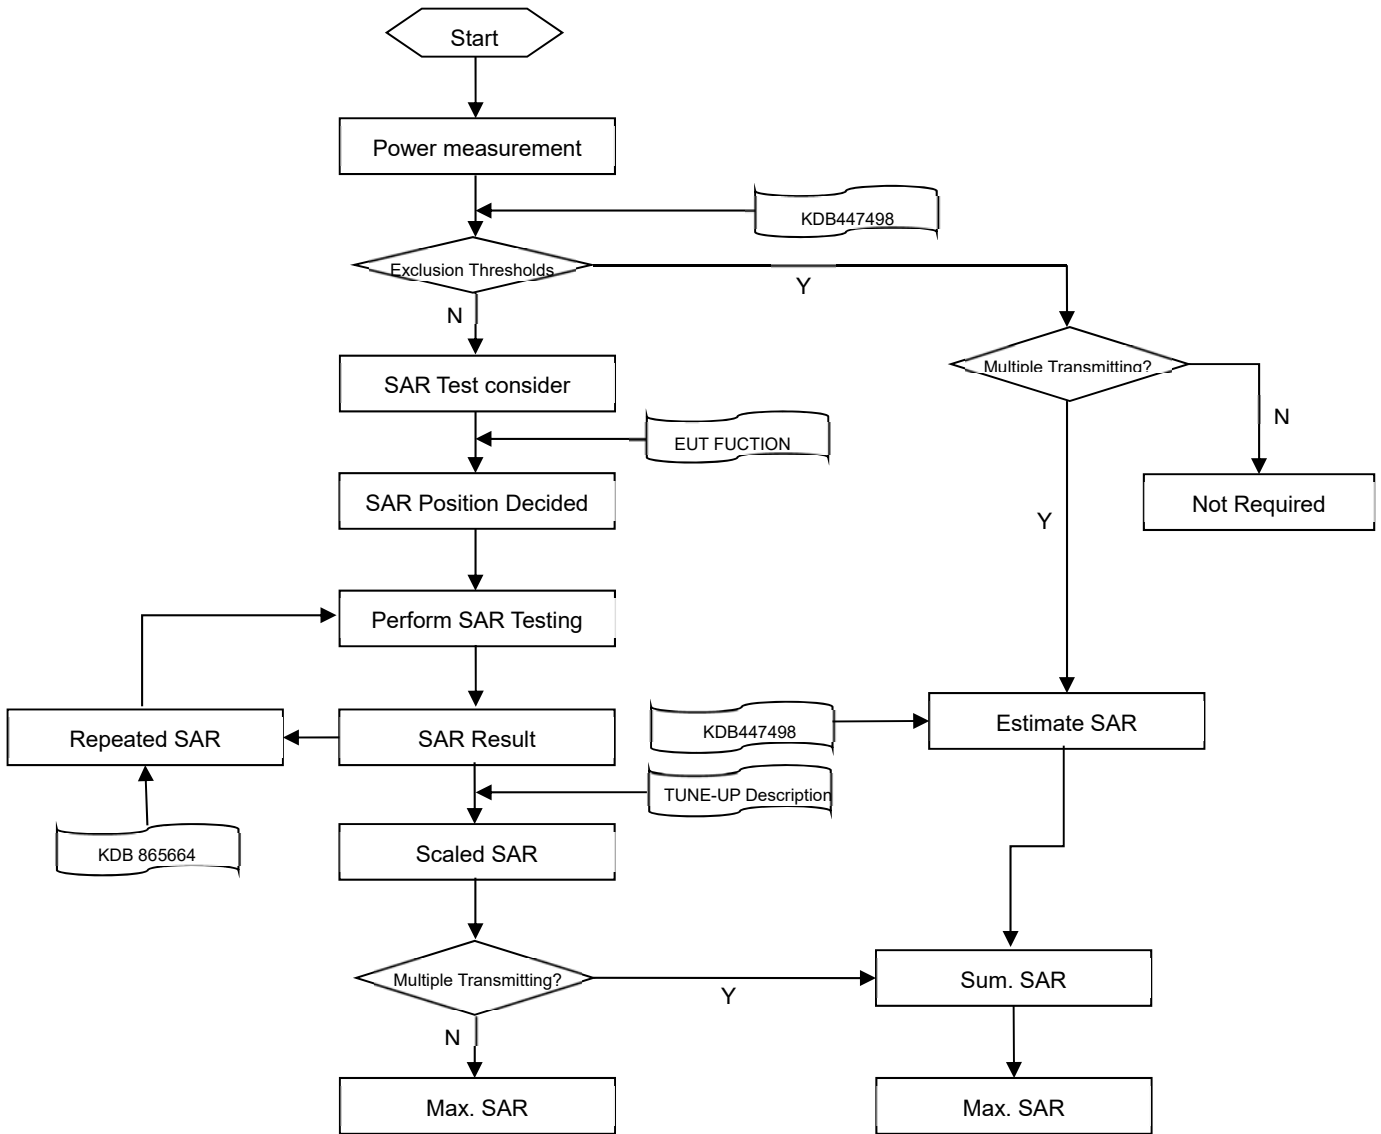 Start
Power measurement
KDB447498
Exclusion Thresholds
Y
N
Multiple Transmitting?
SAR Test consider
N
EUT FUCTION
SAR Position Decided
Not Required
Y
Perform SAR Testing
Repeated SAR
SAR Result
KDB447498
Estimate SAR
TUNE-UP Description
KDB 865664
Scaled SAR
Multiple Transmitting?
Y
Sum. SAR
N
Max. SAR
Max. SAR